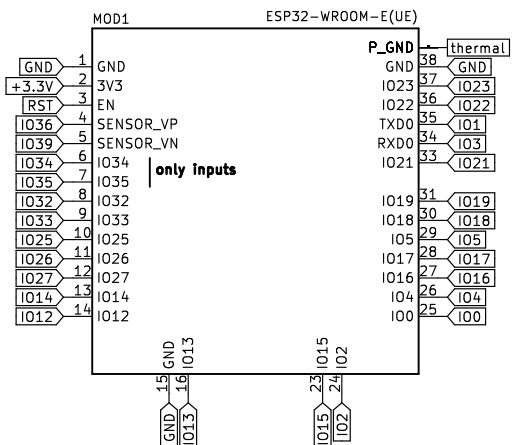 MOD1 ESP32-WROOM-E(UE)
P_GND thermal
GND 1 GND GND 38 GND
+3.3V 2 3V3 IO23 37 IO23
RST 3 EN IO22 36 IO22
IO36 4 SENSOR_VP TXD0 35 IO1
IO39 5 SENSOR_VN RXD0 34 IO3
IO34 6 IO34 IO21 33 IO21
only inputs
IO35 7 IO35
IO32 8 IO32 IO19 31 IO19
IO33 9 IO33 IO18 30 IO18
IO25 10 IO25 IO5 29 IO5
IO26 11 IO26 IO17 28 IO17
IO27 12 IO27 IO16 27 IO16
IO14 13 IO14 IO4 26 IO4
IO12 14 IO12 IO0 25 IO0
GND IO13 IO15 IO2
15 16 23 24
GND IO13 IO15 IO2